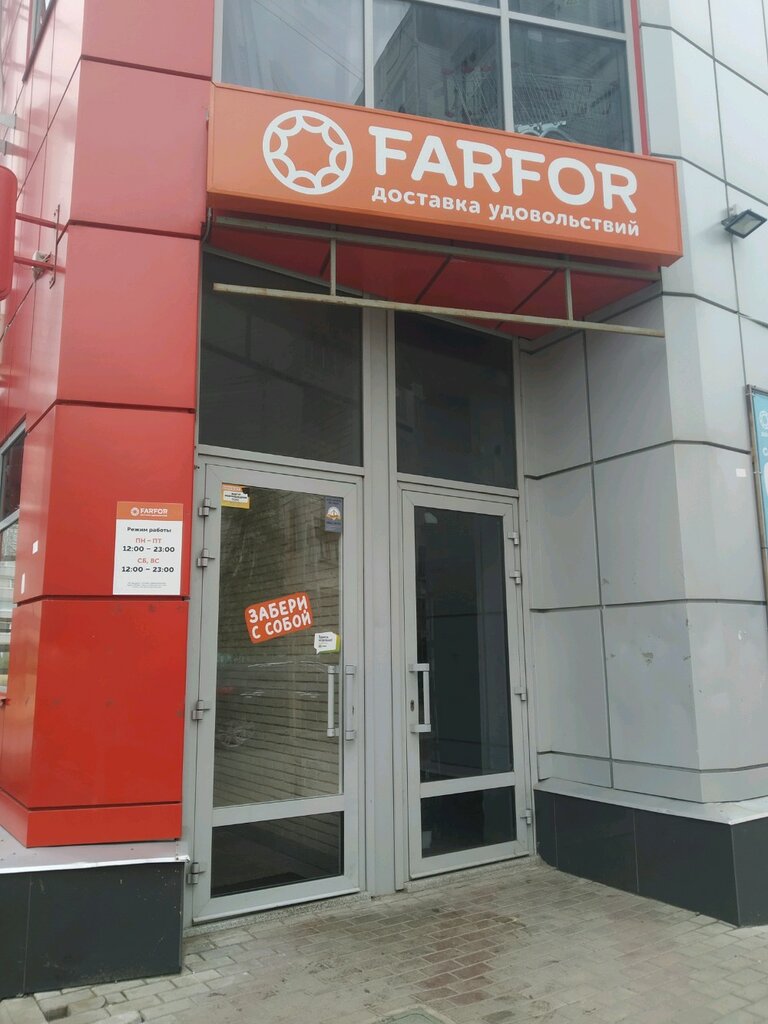 FARFOR
доставка удовольствий
FARFOR
Режим работы
ПН – ПТ
12:00 – 23:00
СБ, ВС
12:00 – 23:00
ЗАБЕРИ
С СОБОЙ